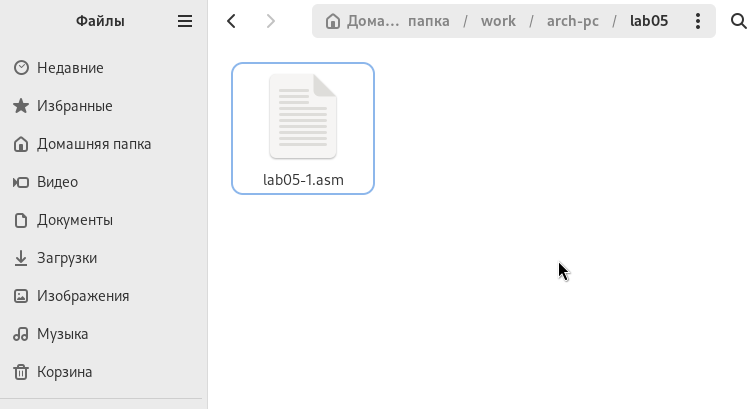 Файлы
Дома... папка / work / arch-pc / lab05
Недавние
Избранные
Домашняя папка
Видео
Документы
Загрузки
Изображения
Музыка
Корзина
lab05-1.asm